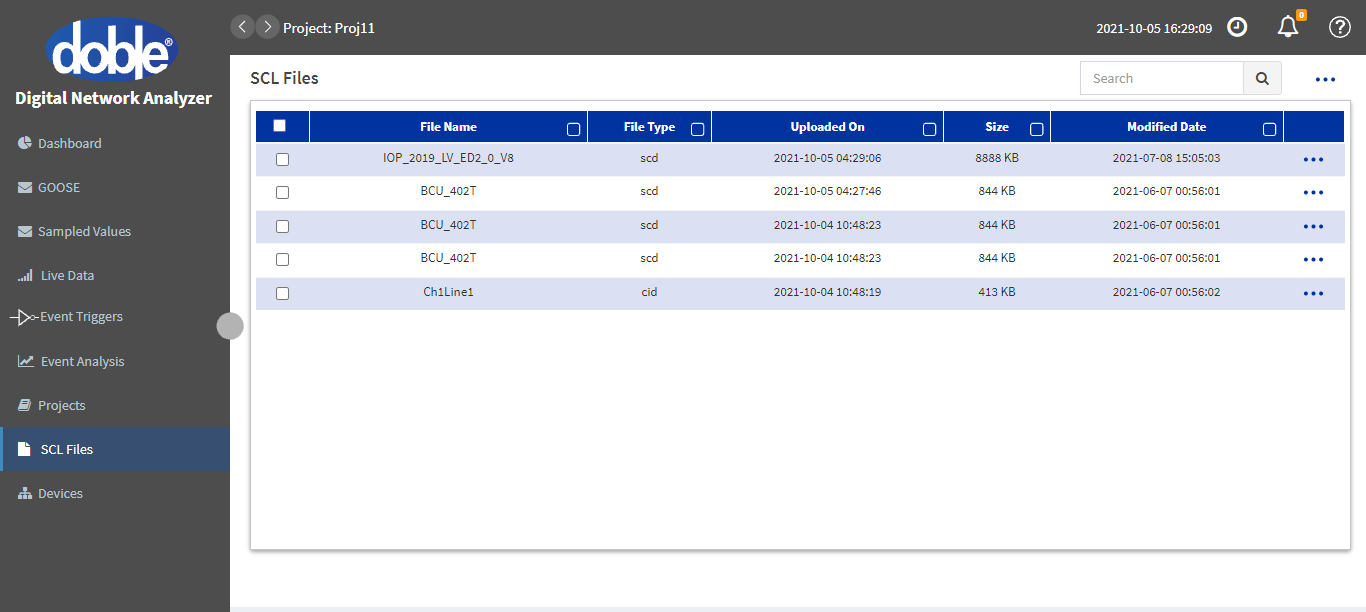 doble®
Digital Network Analyzer
Dashboard
GOOSE
Sampled Values
Live Data
Event Triggers
Event Analysis
Projects
SCL Files
Devices
Project: Proj11
2021-10-05 16:29:09
0
SCL Files
Search
File Name File Type Uploaded On Size Modified Date
IOP_2019_LV_ED2_0_V8 scd 2021-10-05 04:29:06 8888 KB 2021-07-08 15:05:03
BCU_402T scd 2021-10-05 04:27:46 844 KB 2021-06-07 00:56:01
BCU_402T scd 2021-10-04 10:48:23 844 KB 2021-06-07 00:56:01
BCU_402T scd 2021-10-04 10:48:23 844 KB 2021-06-07 00:56:01
Ch1Line1 cid 2021-10-04 10:48:19 413 KB 2021-06-07 00:56:02